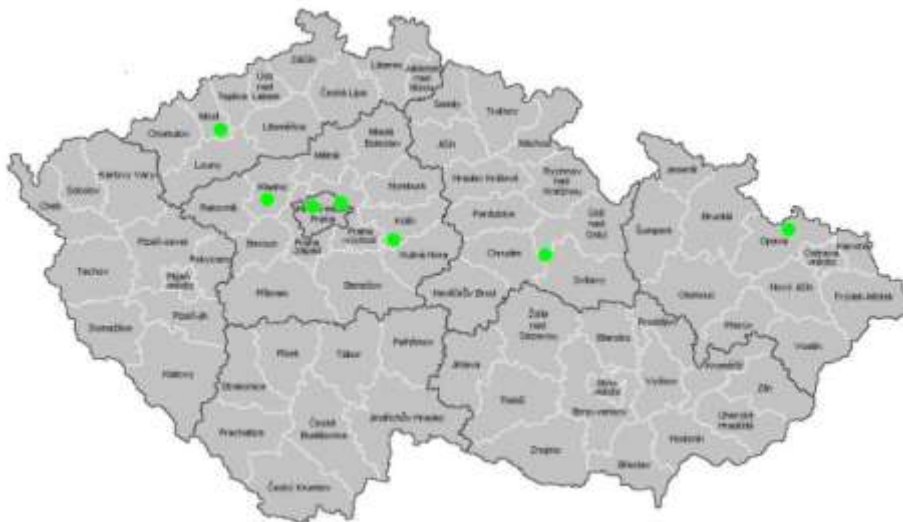 Děčín
Liberec
Jablonec
nad
Nisou
Ústí
nad
Labem
Teplice
Česká Lípa
Most
Chomutov
Litoměřice
Louny
Semily
Trutnov
Jičín
Náchod
Mladá
Boleslav
Mělník
Karlovy Vary
Sokolov
Cheb
Kladno
Rakovník
Nymburk
Hradec Králové
Rychnov
nad
Kněžnou
Jeseník
Bruntál
Šumperk
Opava
Karviná
Ostrava
město
Praha
Kolín
Pardubice
Ústí
nad
Orlicí
Beroun
Praha
západ
Praha
východ
Kutná Hora
Chrudim
Svitavy
Plzeň-sever
Rokycany
Tachov
Plzeň
město
Plzeň-jih
Příbram
Benešov
Havlíčkův Brod
Olomouc
Nový Jičín
Frýdek-Místek
Přerov
Vsetín
Domažlice
Klatovy
Písek
Tábor
Pelhřimov
Strakonice
Jihlava
Žďár
nad
Sázavou
Blansko
Prostějov
Kroměříž
Zlín
Třebíč
Brno
město
Brno-venkov
Vyškov
Uherské
Hradiště
Prachatice
České
Budějovice
Jindřichův Hradec
Znojmo
Hodonín
Břeclav
Český Krumlov